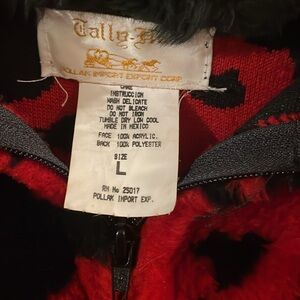 Tally-Ho
POLLAK IMPORT EXPORT CORP.
CARE
INSTRUCCION
WASH DELICATE
DO NOT BLEACH
DO NOT IRON
TUMBLE DRY LOW COOL
MADE IN MEXICO
FACE 100% ACRYLIC.
BACK 100% POLYESTER
SIZE
L
RN No 25017
POLLAK IMPORT EXP.